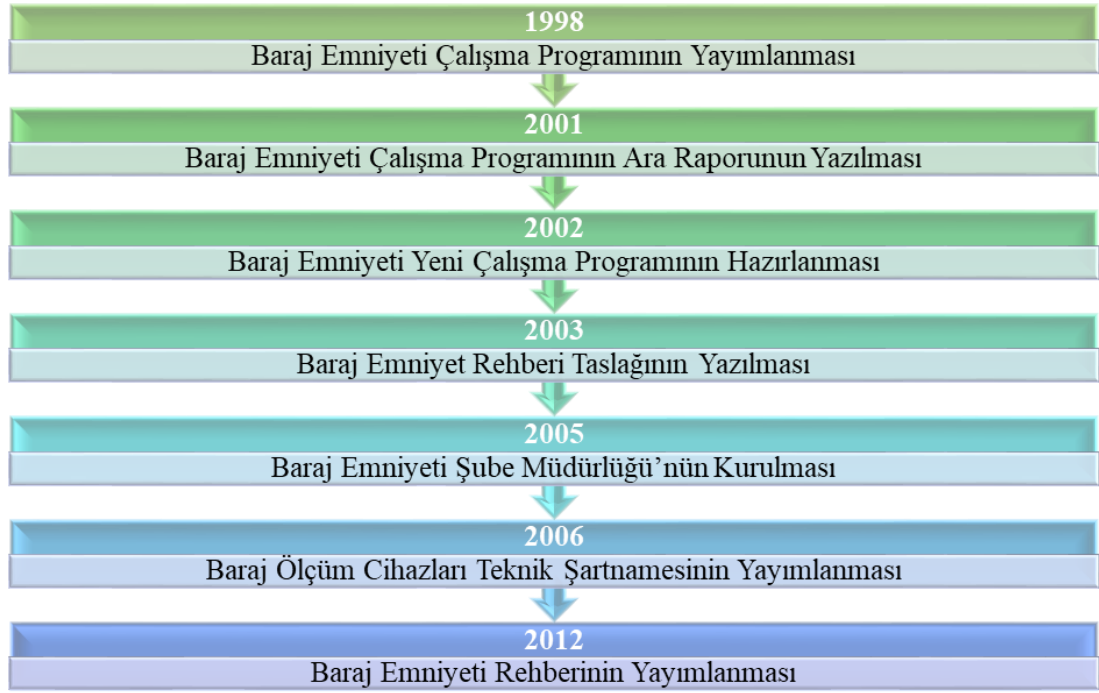 1998
Baraj Emniyeti Çalışma Programının Yayımlanması
2001
Baraj Emniyeti Çalışma Programının Ara Raporunun Yazılması
2002
Baraj Emniyeti Yeni Çalışma Programının Hazırlanması
2003
Baraj Emniyet Rehberi Taslağının Yazılması
2005
Baraj Emniyeti Şube Müdürlüğü’nün Kurulması
2006
Baraj Ölçüm Cihazları Teknik Şartnamesinin Yayımlanması
2012
Baraj Emniyeti Rehberinin Yayımlanması